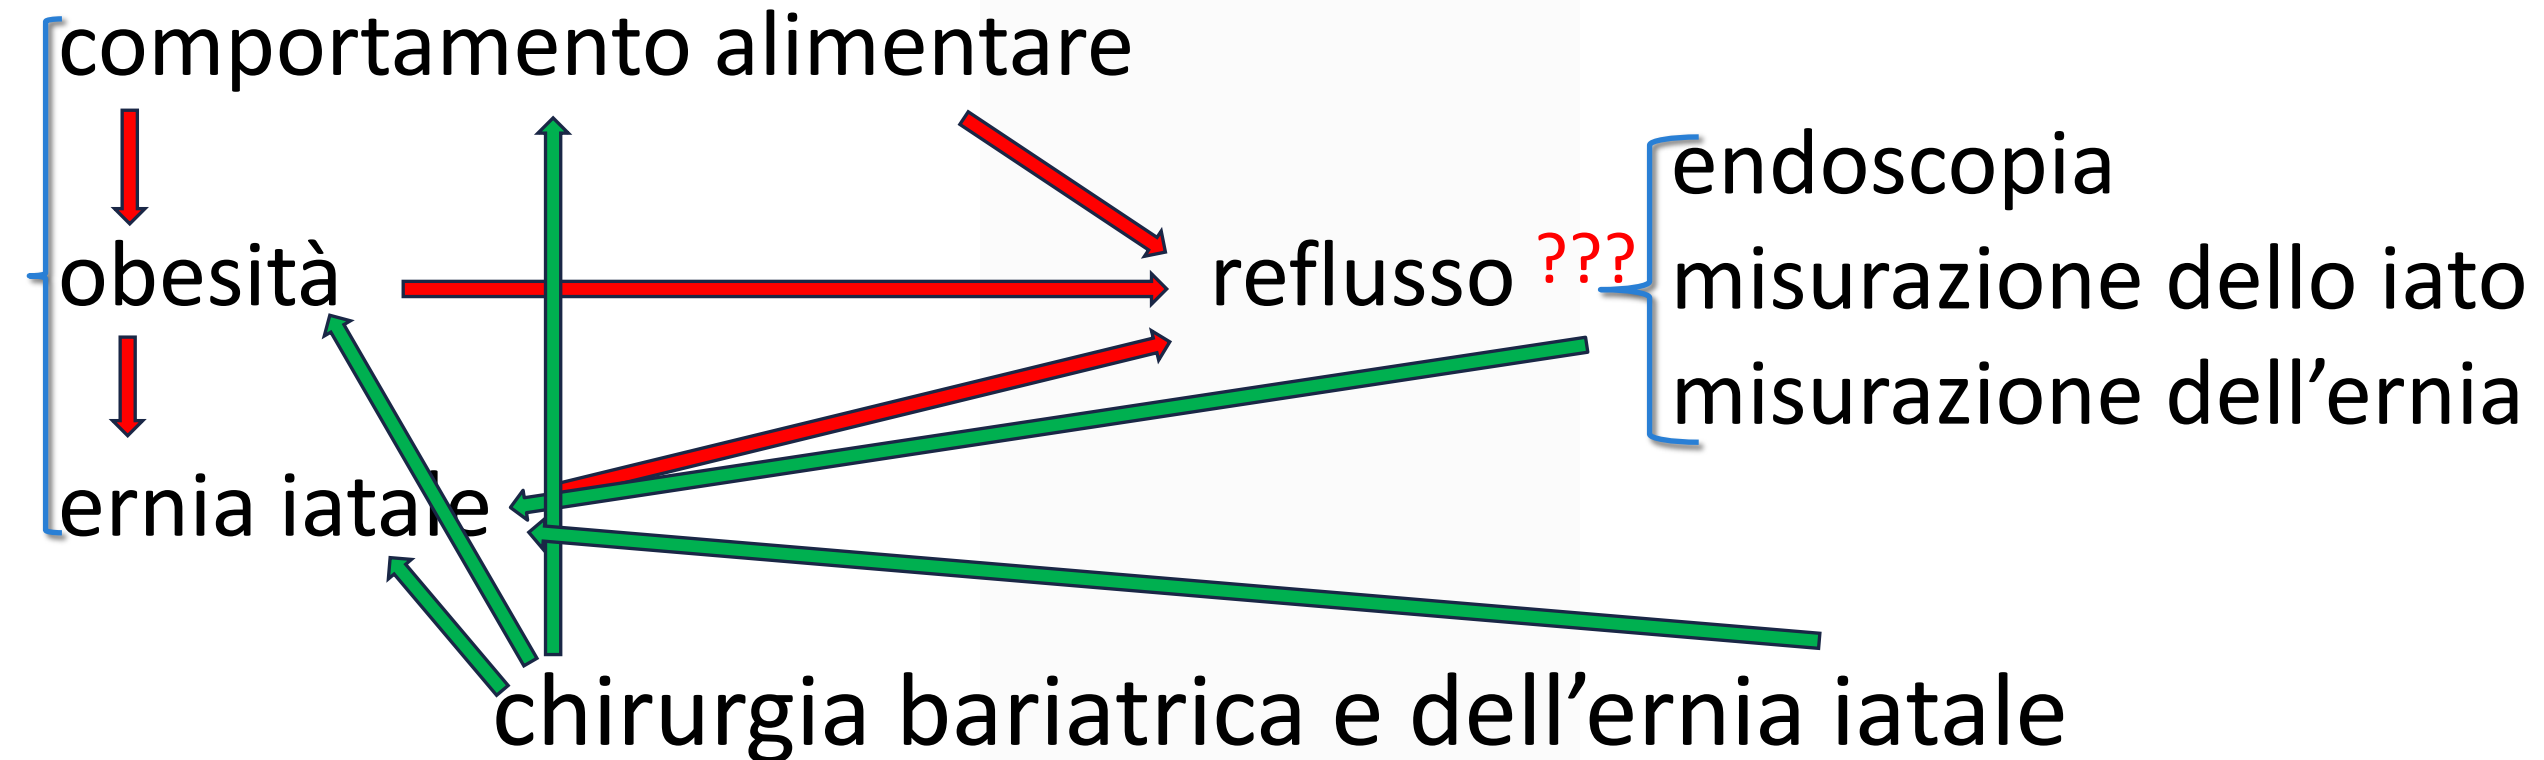 comportamento alimentare
obesità
ernia iatale
reflusso ???
endoscopia
misurazione dello iato
misurazione dell’ernia
chirurgia bariatrica e dell’ernia iatale